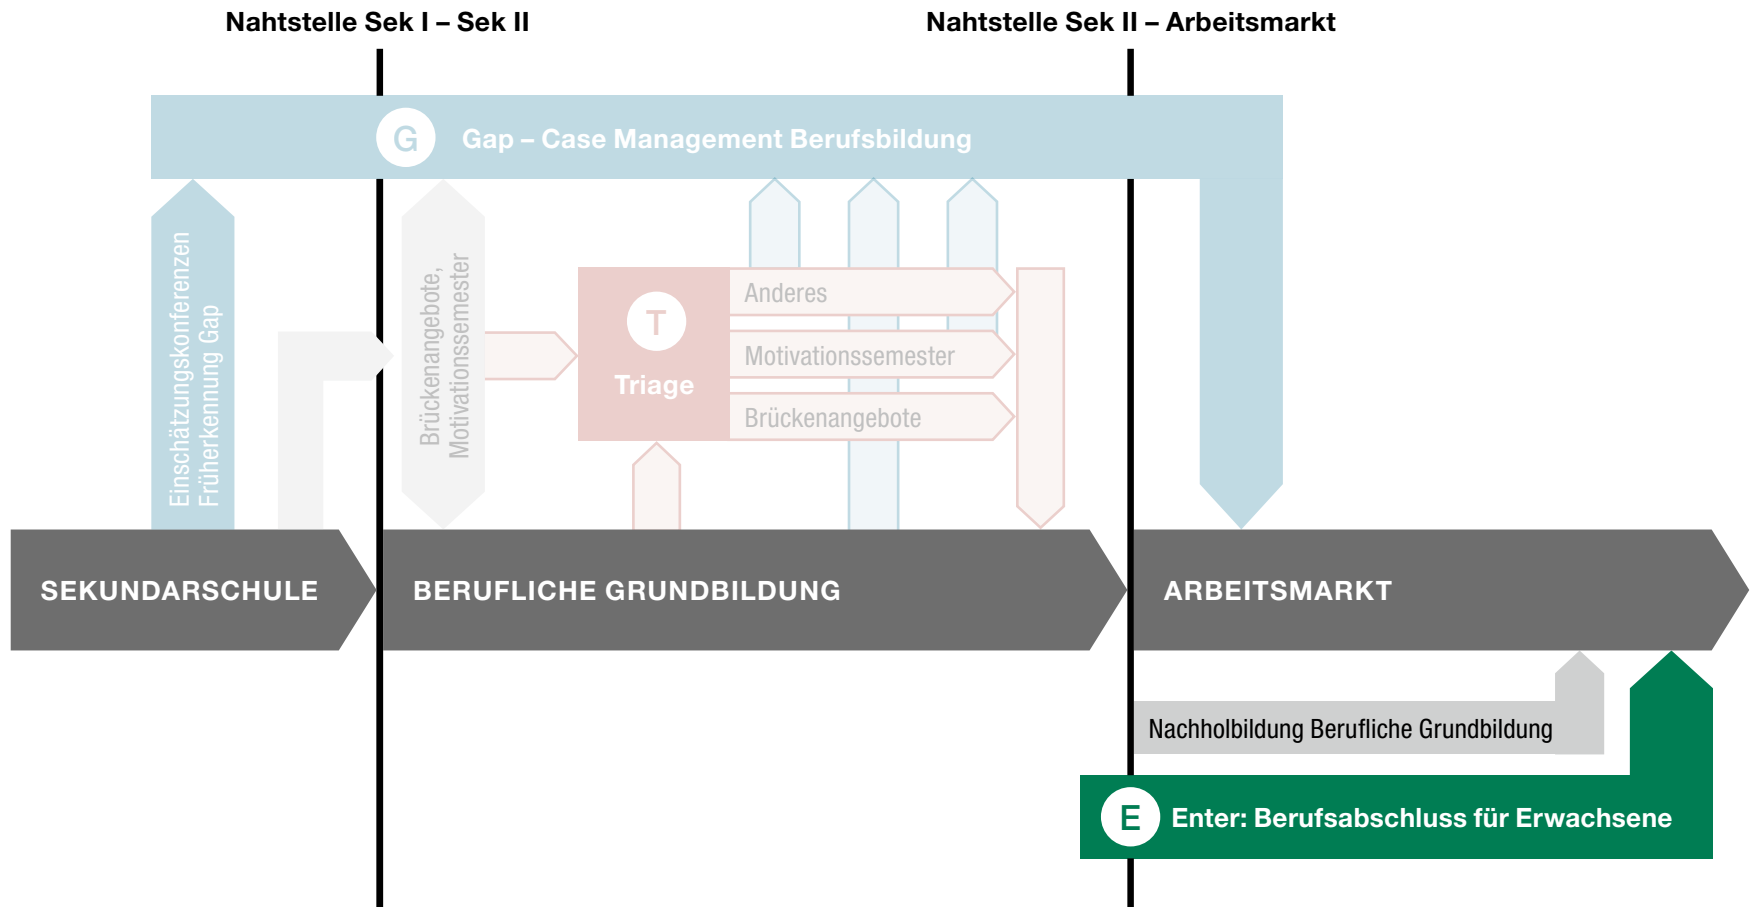 Nahtstelle Sek I – Sek II
Nahtstelle Sek II – Arbeitsmarkt
G
Gap – Case Management Berufsbildung
Einschätzungskonferenzen
Früherkennung Gap
Brückenangebote,
Motivationssemester
T
Triage
Anderes
Motivationssemester
Brückenangebote
SEKUNDARSCHULE
BERUFLICHE GRUNDBILDUNG
ARBEITSMARKT
Nachholbildung Berufliche Grundbildung
E
Enter: Berufsabschluss für Erwachsene